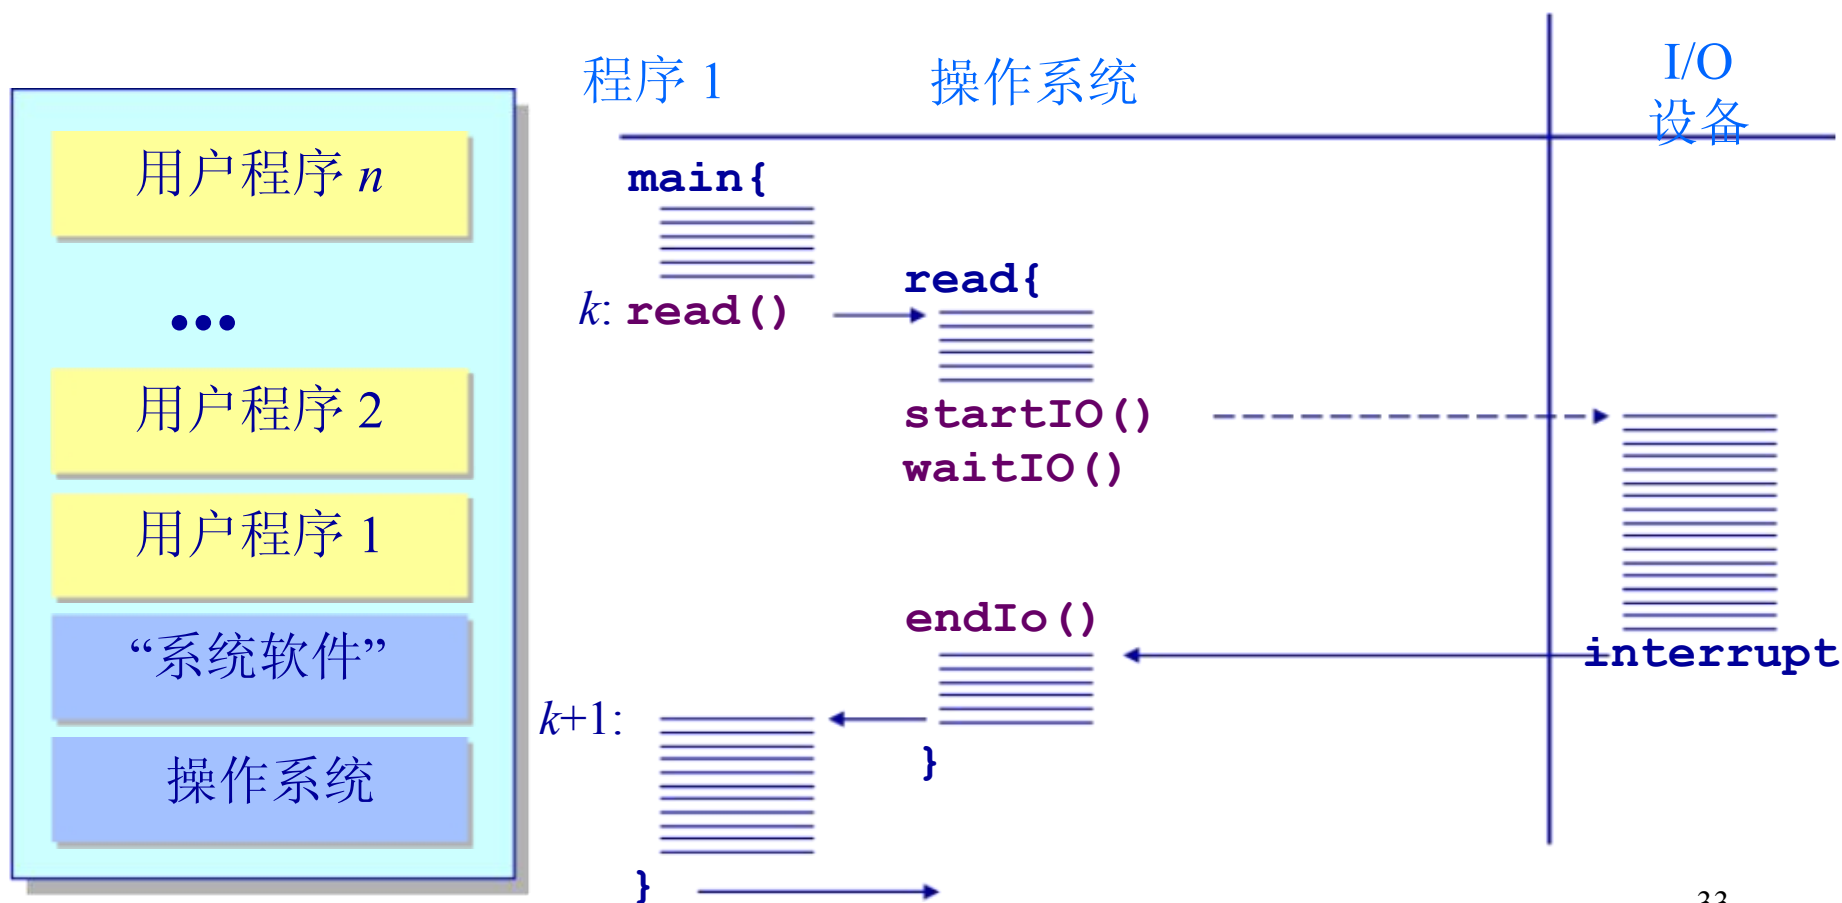 用户程序 n
•••
用户程序 2
用户程序 1
“系统软件”
操作系统
程序 1
操作系统
I/O
设备
main{
k: read()
read{
startIO()
waitIO()
endIo()
interrupt
k+1:
}
}
33